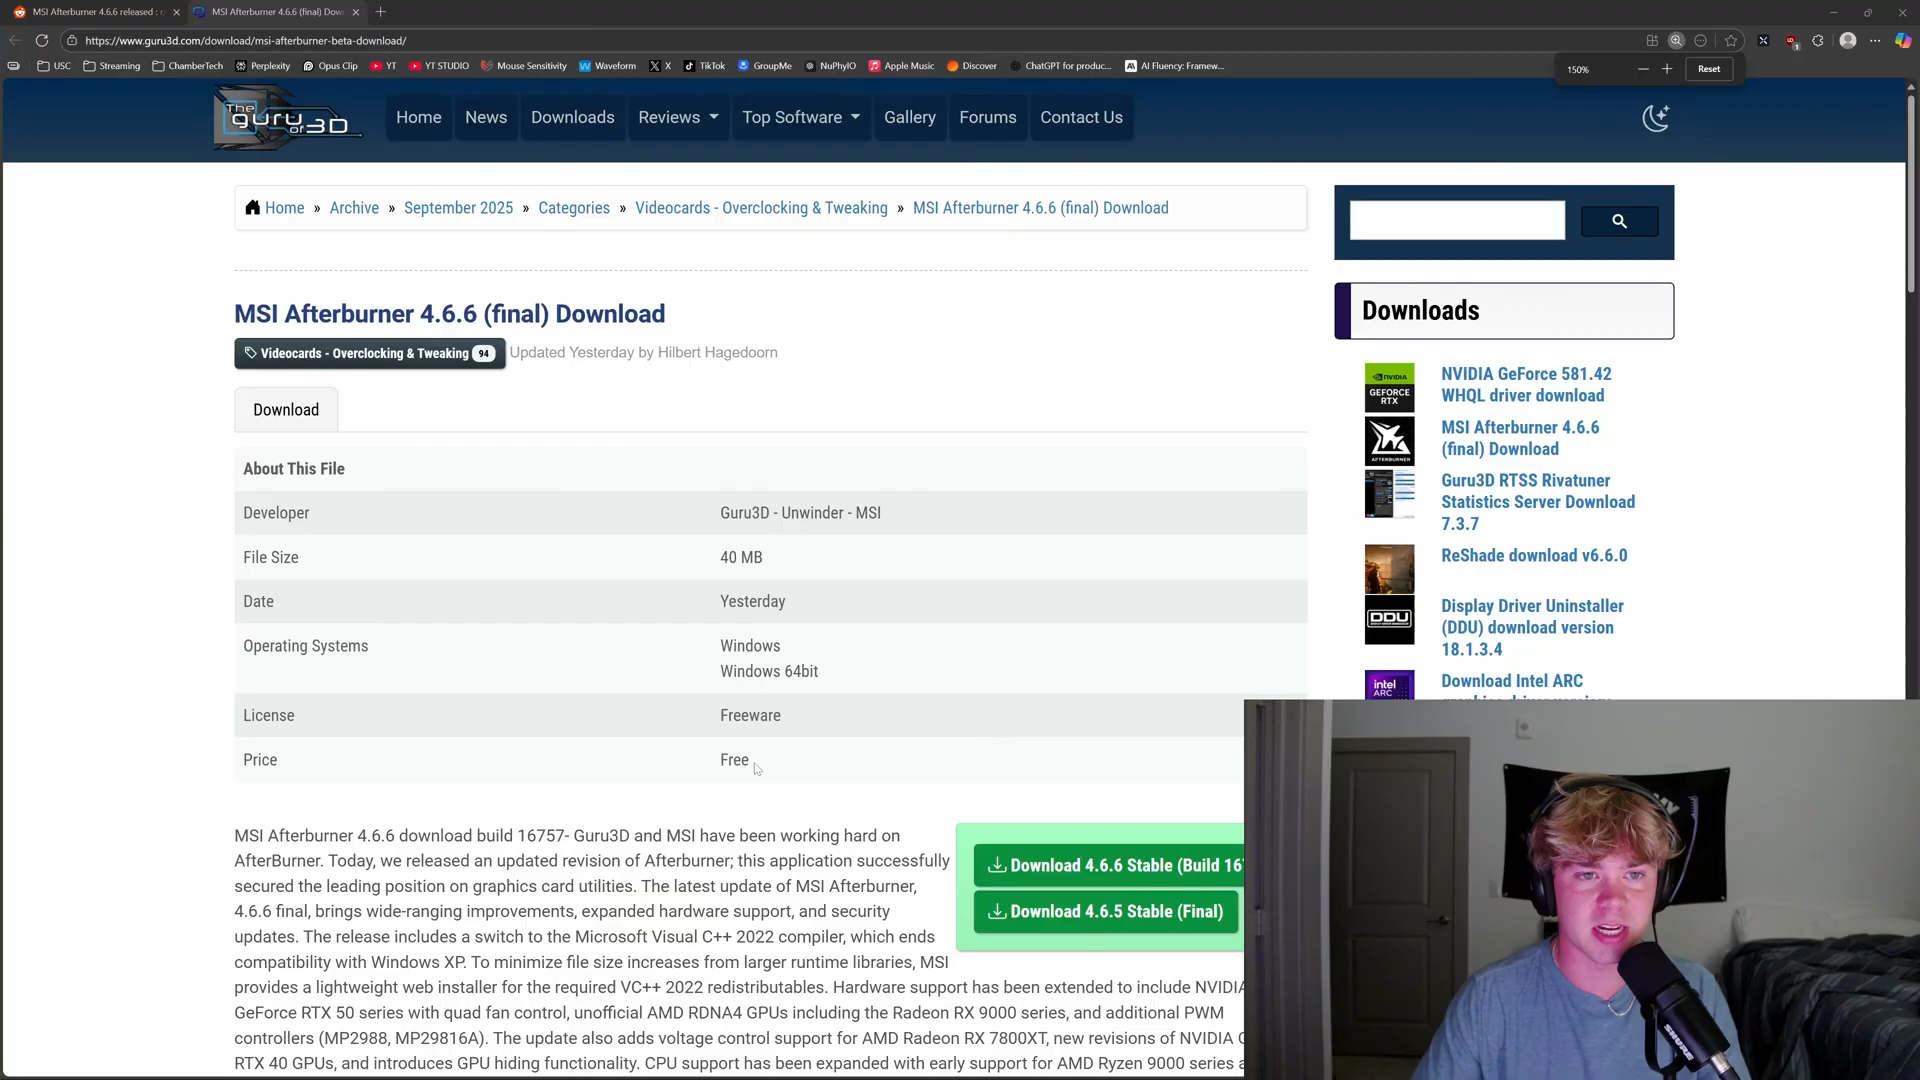 MSI Afterburner 4.6.6 released : r
MSI Afterburner 4.6.6 (final) Dow
https://www.guru3d.com/download/msi-afterburner-beta-download/
USC
Streaming
ChamberTech
Perplexity
Opus Clip
YT
YT STUDIO
Mouse Sensitivity
Waveform
X
TikTok
GroupMe
NuPhyIO
Apple Music
Discover
ChatGPT for produc...
AI Fluency: Framew...
150%
Reset
The guru of 3D
Home
News
Downloads
Reviews
Top Software
Gallery
Forums
Contact Us
Home » Archive » September 2025 » Categories » Videocards - Overclocking & Tweaking » MSI Afterburner 4.6.6 (final) Download
MSI Afterburner 4.6.6 (final) Download
Videocards - Overclocking & Tweaking 94 Updated Yesterday by Hilbert Hagedoorn
Download
About This File
Developer Guru3D - Unwinder - MSI
File Size 40 MB
Date Yesterday
Operating Systems Windows
Windows 64bit
License Freeware
Price Free
MSI Afterburner 4.6.6 download build 16757- Guru3D and MSI have been working hard on
AfterBurner. Today, we released an updated revision of Afterburner; this application successfully
secured the leading position on graphics card utilities. The latest update of MSI Afterburner,
4.6.6 final, brings wide-ranging improvements, expanded hardware support, and security
updates. The release includes a switch to the Microsoft Visual C++ 2022 compiler, which ends
compatibility with Windows XP. To minimize file size increases from larger runtime libraries, MSI
provides a lightweight web installer for the required VC++ 2022 redistributables. Hardware support has been extended to include NVIDIA
GeForce RTX 50 series with quad fan control, unofficial AMD RDNA4 GPUs including the Radeon RX 9000 series, and additional PWM
controllers (MP2988, MP29816A). The update also adds voltage control support for AMD Radeon RX 7800XT, new revisions of NVIDIA
RTX 40 GPUs, and introduces GPU hiding functionality. CPU support has been expanded with early support for AMD Ryzen 9000 series
Download 4.6.6 Stable (Build 16
Download 4.6.5 Stable (Final)
Downloads
NVIDIA
GEFORCE
RTX
NVIDIA GeForce 581.42
WHQL driver download
AFTERBURNER
MSI Afterburner 4.6.6
(final) Download
Guru3D RTSS Rivatuner
Statistics Server Download
7.3.7
ReShade download v6.6.0
DDU
Display Driver Uninstaller
(DDU) download version
18.1.3.4
intel
ARC
Download Intel ARC
SHURE